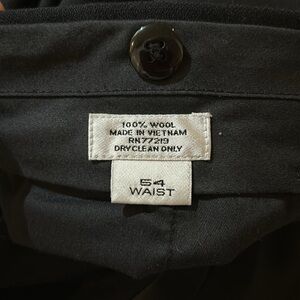 100% WOOL
MADE IN VIETNAM
RN77219
DRYCLEAN ONLY
54
WAIST